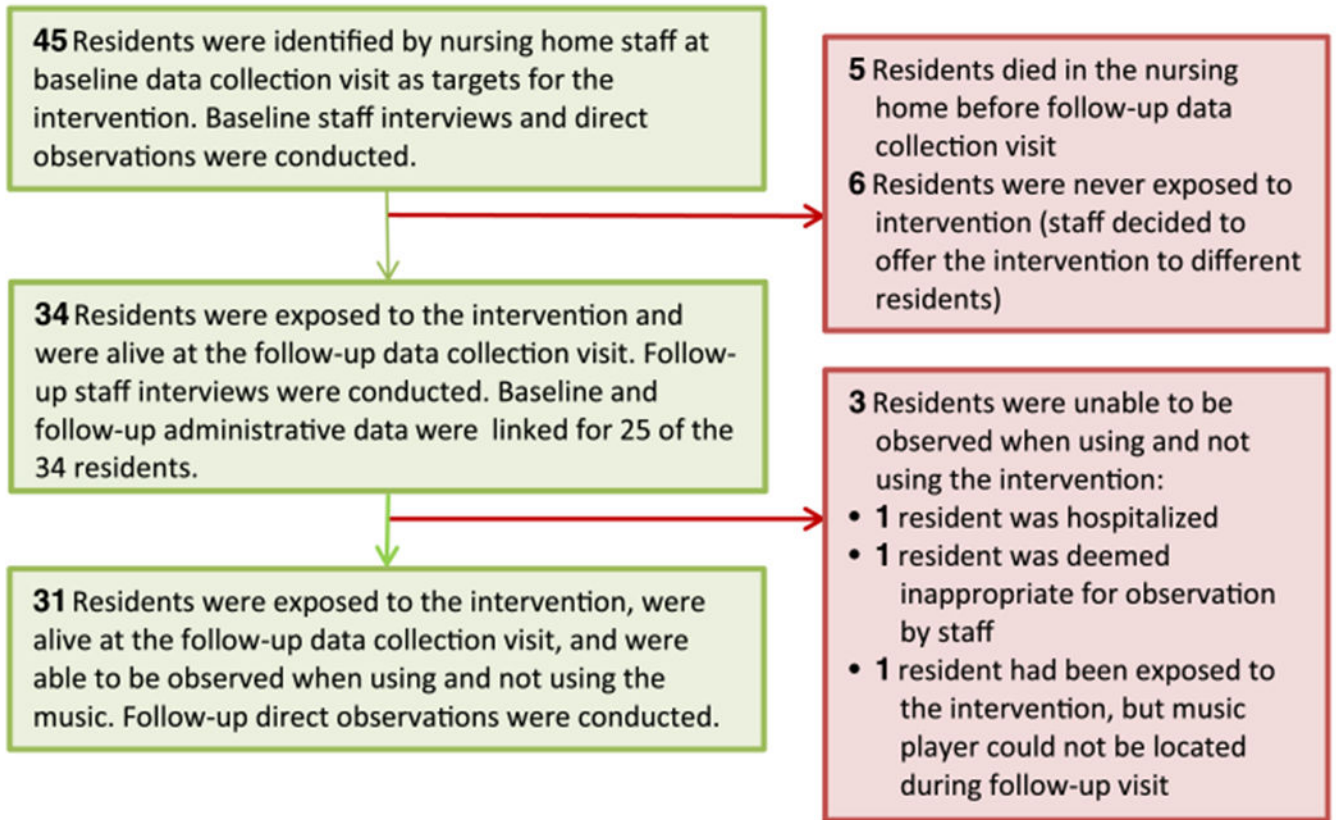 45 Residents were identified by nursing home staff at
baseline data collection visit as targets for the
intervention. Baseline staff interviews and direct
observations were conducted.
5 Residents died in the nursing
home before follow-up data
collection visit
6 Residents were never exposed to
intervention (staff decided to
offer the intervention to different
residents)
34 Residents were exposed to the intervention and
were alive at the follow-up data collection visit. Follow-
up staff interviews were conducted. Baseline and
follow-up administrative data were linked for 25 of the
34 residents.
3 Residents were unable to be
observed when using and not
using the intervention:
• 1 resident was hospitalized
• 1 resident was deemed
inappropriate for observation
by staff
• 1 resident had been exposed to
the intervention, but music
player could not be located
during follow-up visit
31 Residents were exposed to the intervention, were
alive at the follow-up data collection visit, and were
able to be observed when using and not using the
music. Follow-up direct observations were conducted.